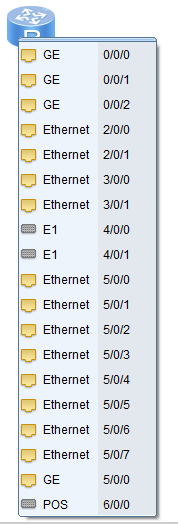 R
GE 0/0/0
GE 0/0/1
GE 0/0/2
Ethernet 2/0/0
Ethernet 2/0/1
Ethernet 3/0/0
Ethernet 3/0/1
E1 4/0/0
E1 4/0/1
Ethernet 5/0/0
Ethernet 5/0/1
Ethernet 5/0/2
Ethernet 5/0/3
Ethernet 5/0/4
Ethernet 5/0/5
Ethernet 5/0/6
Ethernet 5/0/7
GE 5/0/0
POS 6/0/0